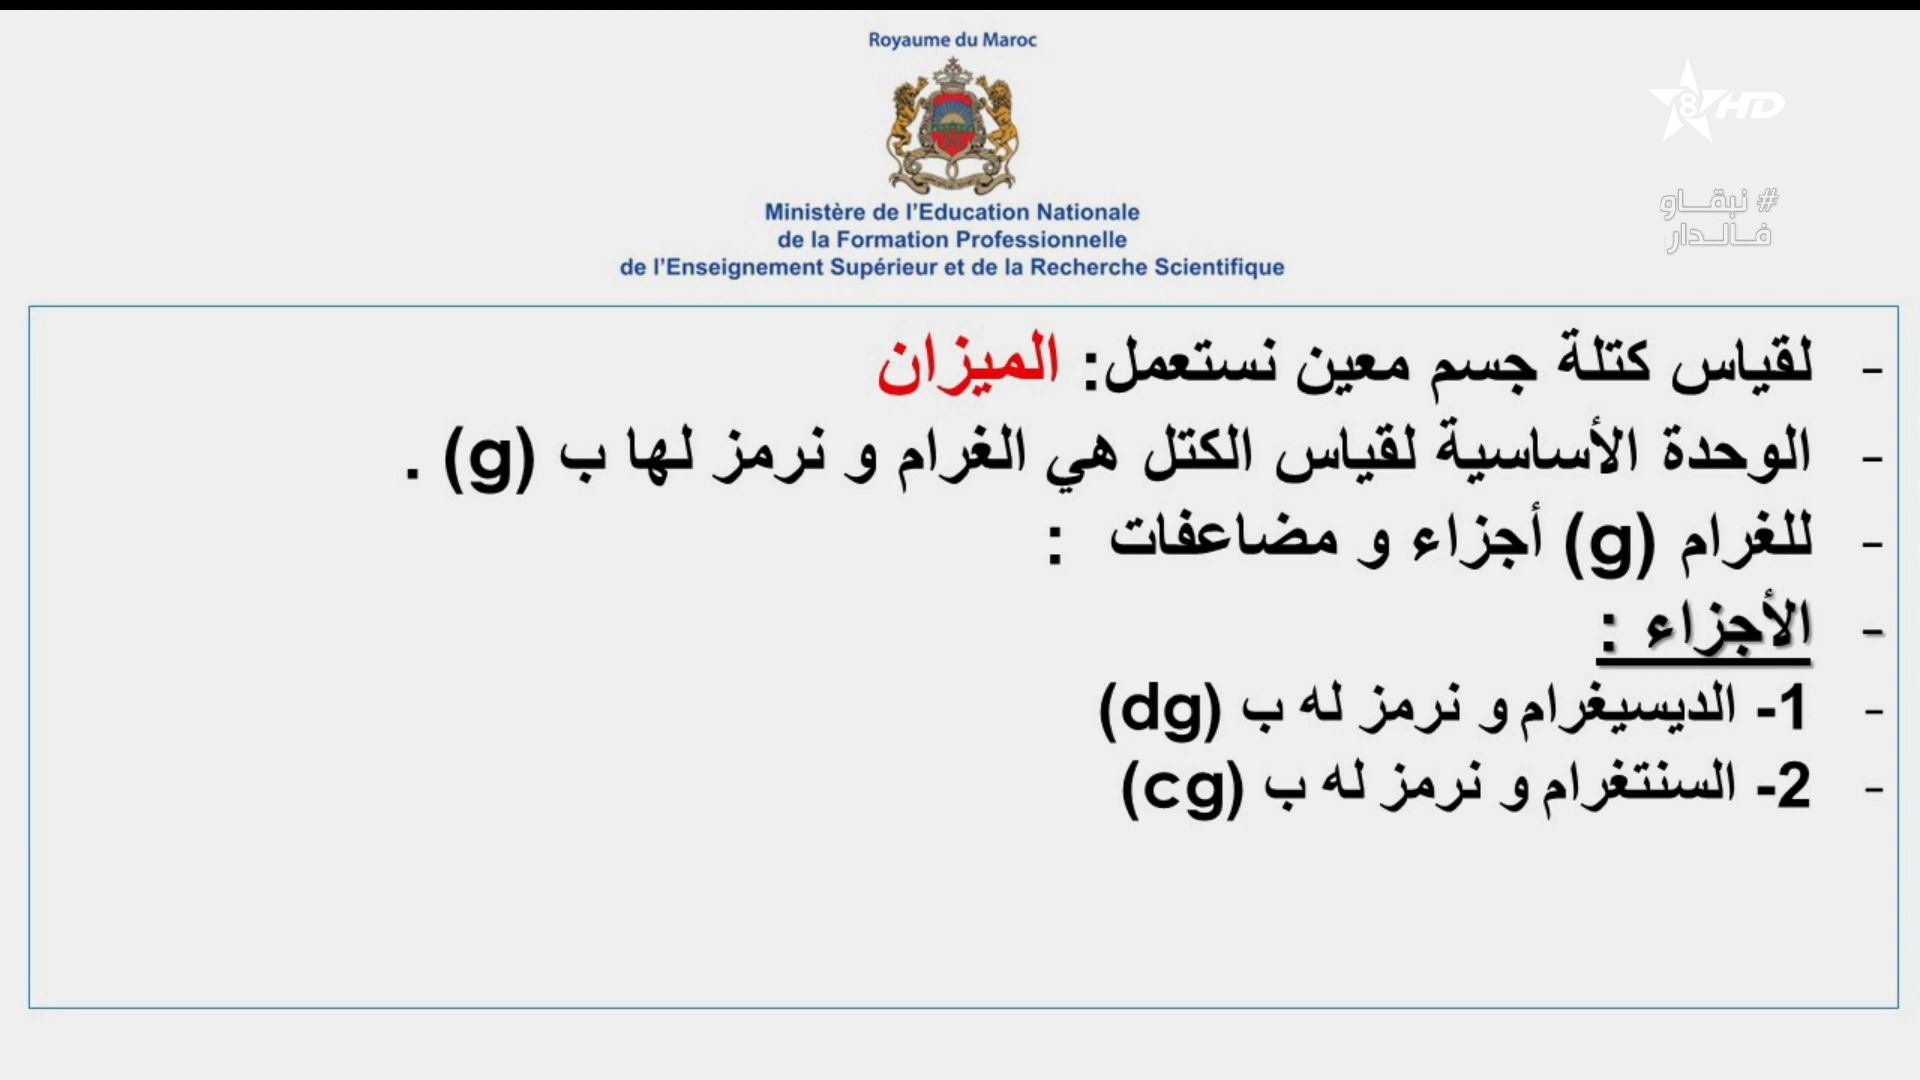 Royaume du Maroc
Ministère de l'Education Nationale
de la Formation Professionnelle
de l'Enseignement Supérieur et de la Recherche Scientifique
8 HD
# نبقاو
فالدار
- لقياس كتلة جسم معين نستعمل: الميزان
- الوحدة الأساسية لقياس الكتل هي الغرام و نرمز لها ب (g) .
- للغرام (g) أجزاء و مضاعفات :
- الأجزاء :
- 1- الديسيغرام و نرمز له ب (dg)
- 2- السنتغرام و نرمز له ب (cg)